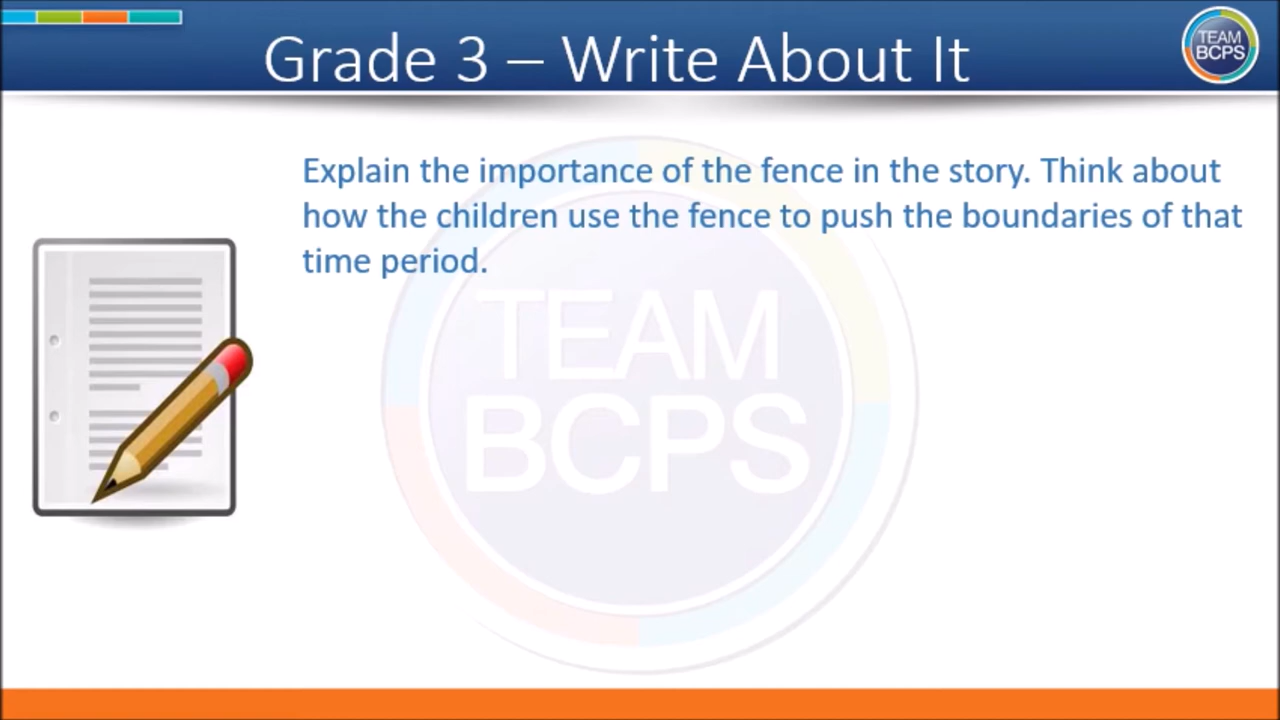 Grade 3 – Write About It
TEAM
BCPS
Explain the importance of the fence in the story. Think about
how the children use the fence to push the boundaries of that
time period.
TEAM
BCPS